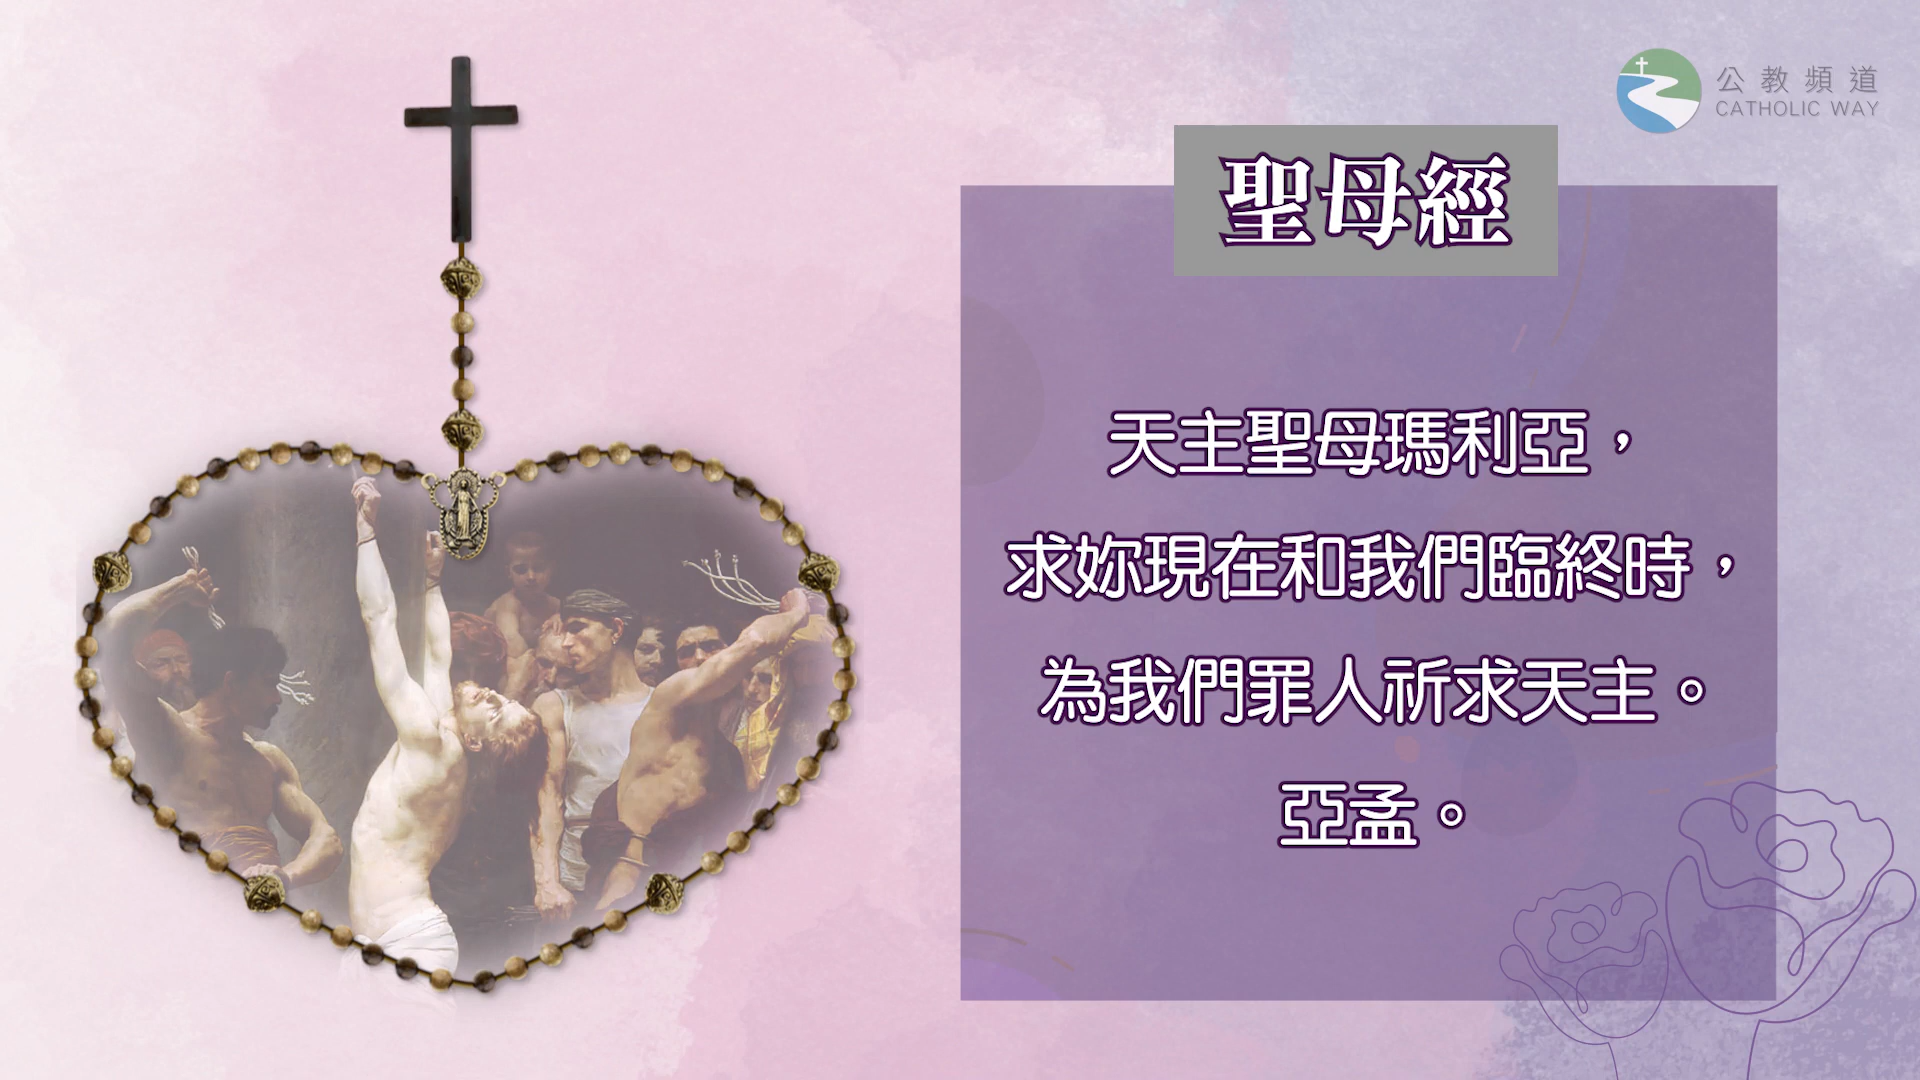 公教頻道
CATHOLIC WAY
聖母經
天主聖母瑪利亞，
求妳現在和我們臨終時，
為我們罪人祈求天主。
亞孟。